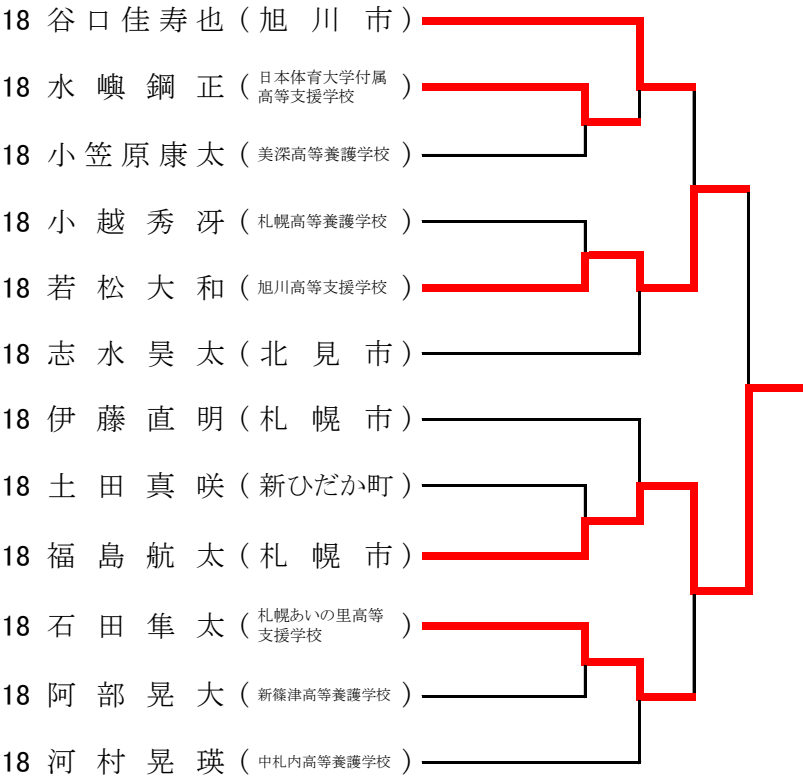 18 谷口佳寿也(旭川市)
18 水嶼鋼正(日本体育大学付属
高等支援学校)
18 小笠原康太(美深高等養護学校)
18 小越秀冴(札幌高等養護学校)
18 若松大和(旭川高等支援学校)
18 志水昊太(北見市)
18 伊藤直明(札幌市)
18 土田真咲(新ひだか町)
18 福島航太(札幌市)
18 石田隼太(札幌あいの里高等
支援学校)
18 阿部晃大(新篠津高等養護学校)
18 河村晃瑛(中札内高等養護学校)